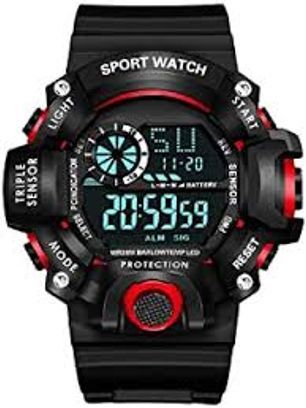 SPORT WATCH
LIGHT
START
TRIPLE
SENSOR
SENSOR
SU
11-20
BATTERY
20:59 59
ALM SIG
SELECT
MODE
RESET
PROTECTION